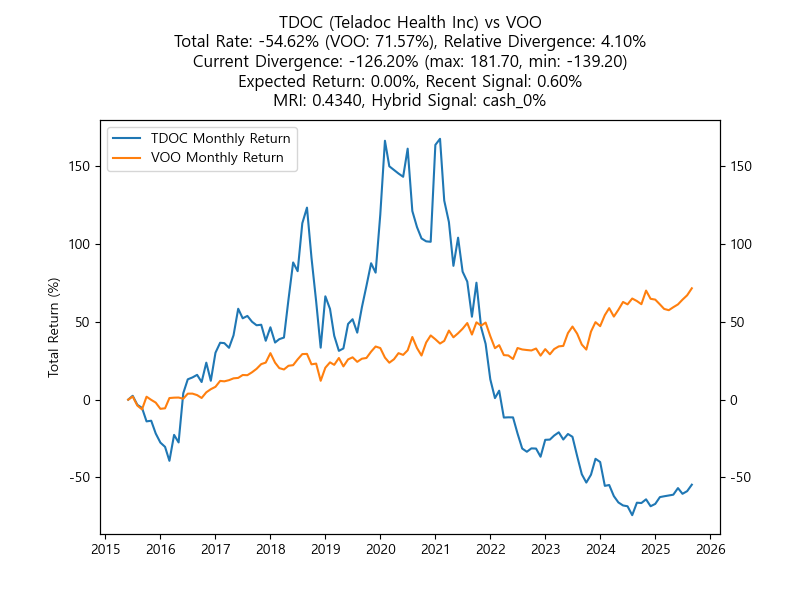 TDOC (Teladoc Health Inc) vs VOO
Total Rate: -54.62% (VOO: 71.57%), Relative Divergence: 4.10%
Current Divergence: -126.20% (max: 181.70, min: -139.20)
Expected Return: 0.00%, Recent Signal: 0.60%
MRI: 0.4340, Hybrid Signal: cash_0%
TDOC Monthly Return
VOO Monthly Return
Total Return (%)
150
100
50
0
-50
150
100
50
0
-50
2015
2016
2017
2018
2019
2020
2021
2022
2023
2024
2025
2026